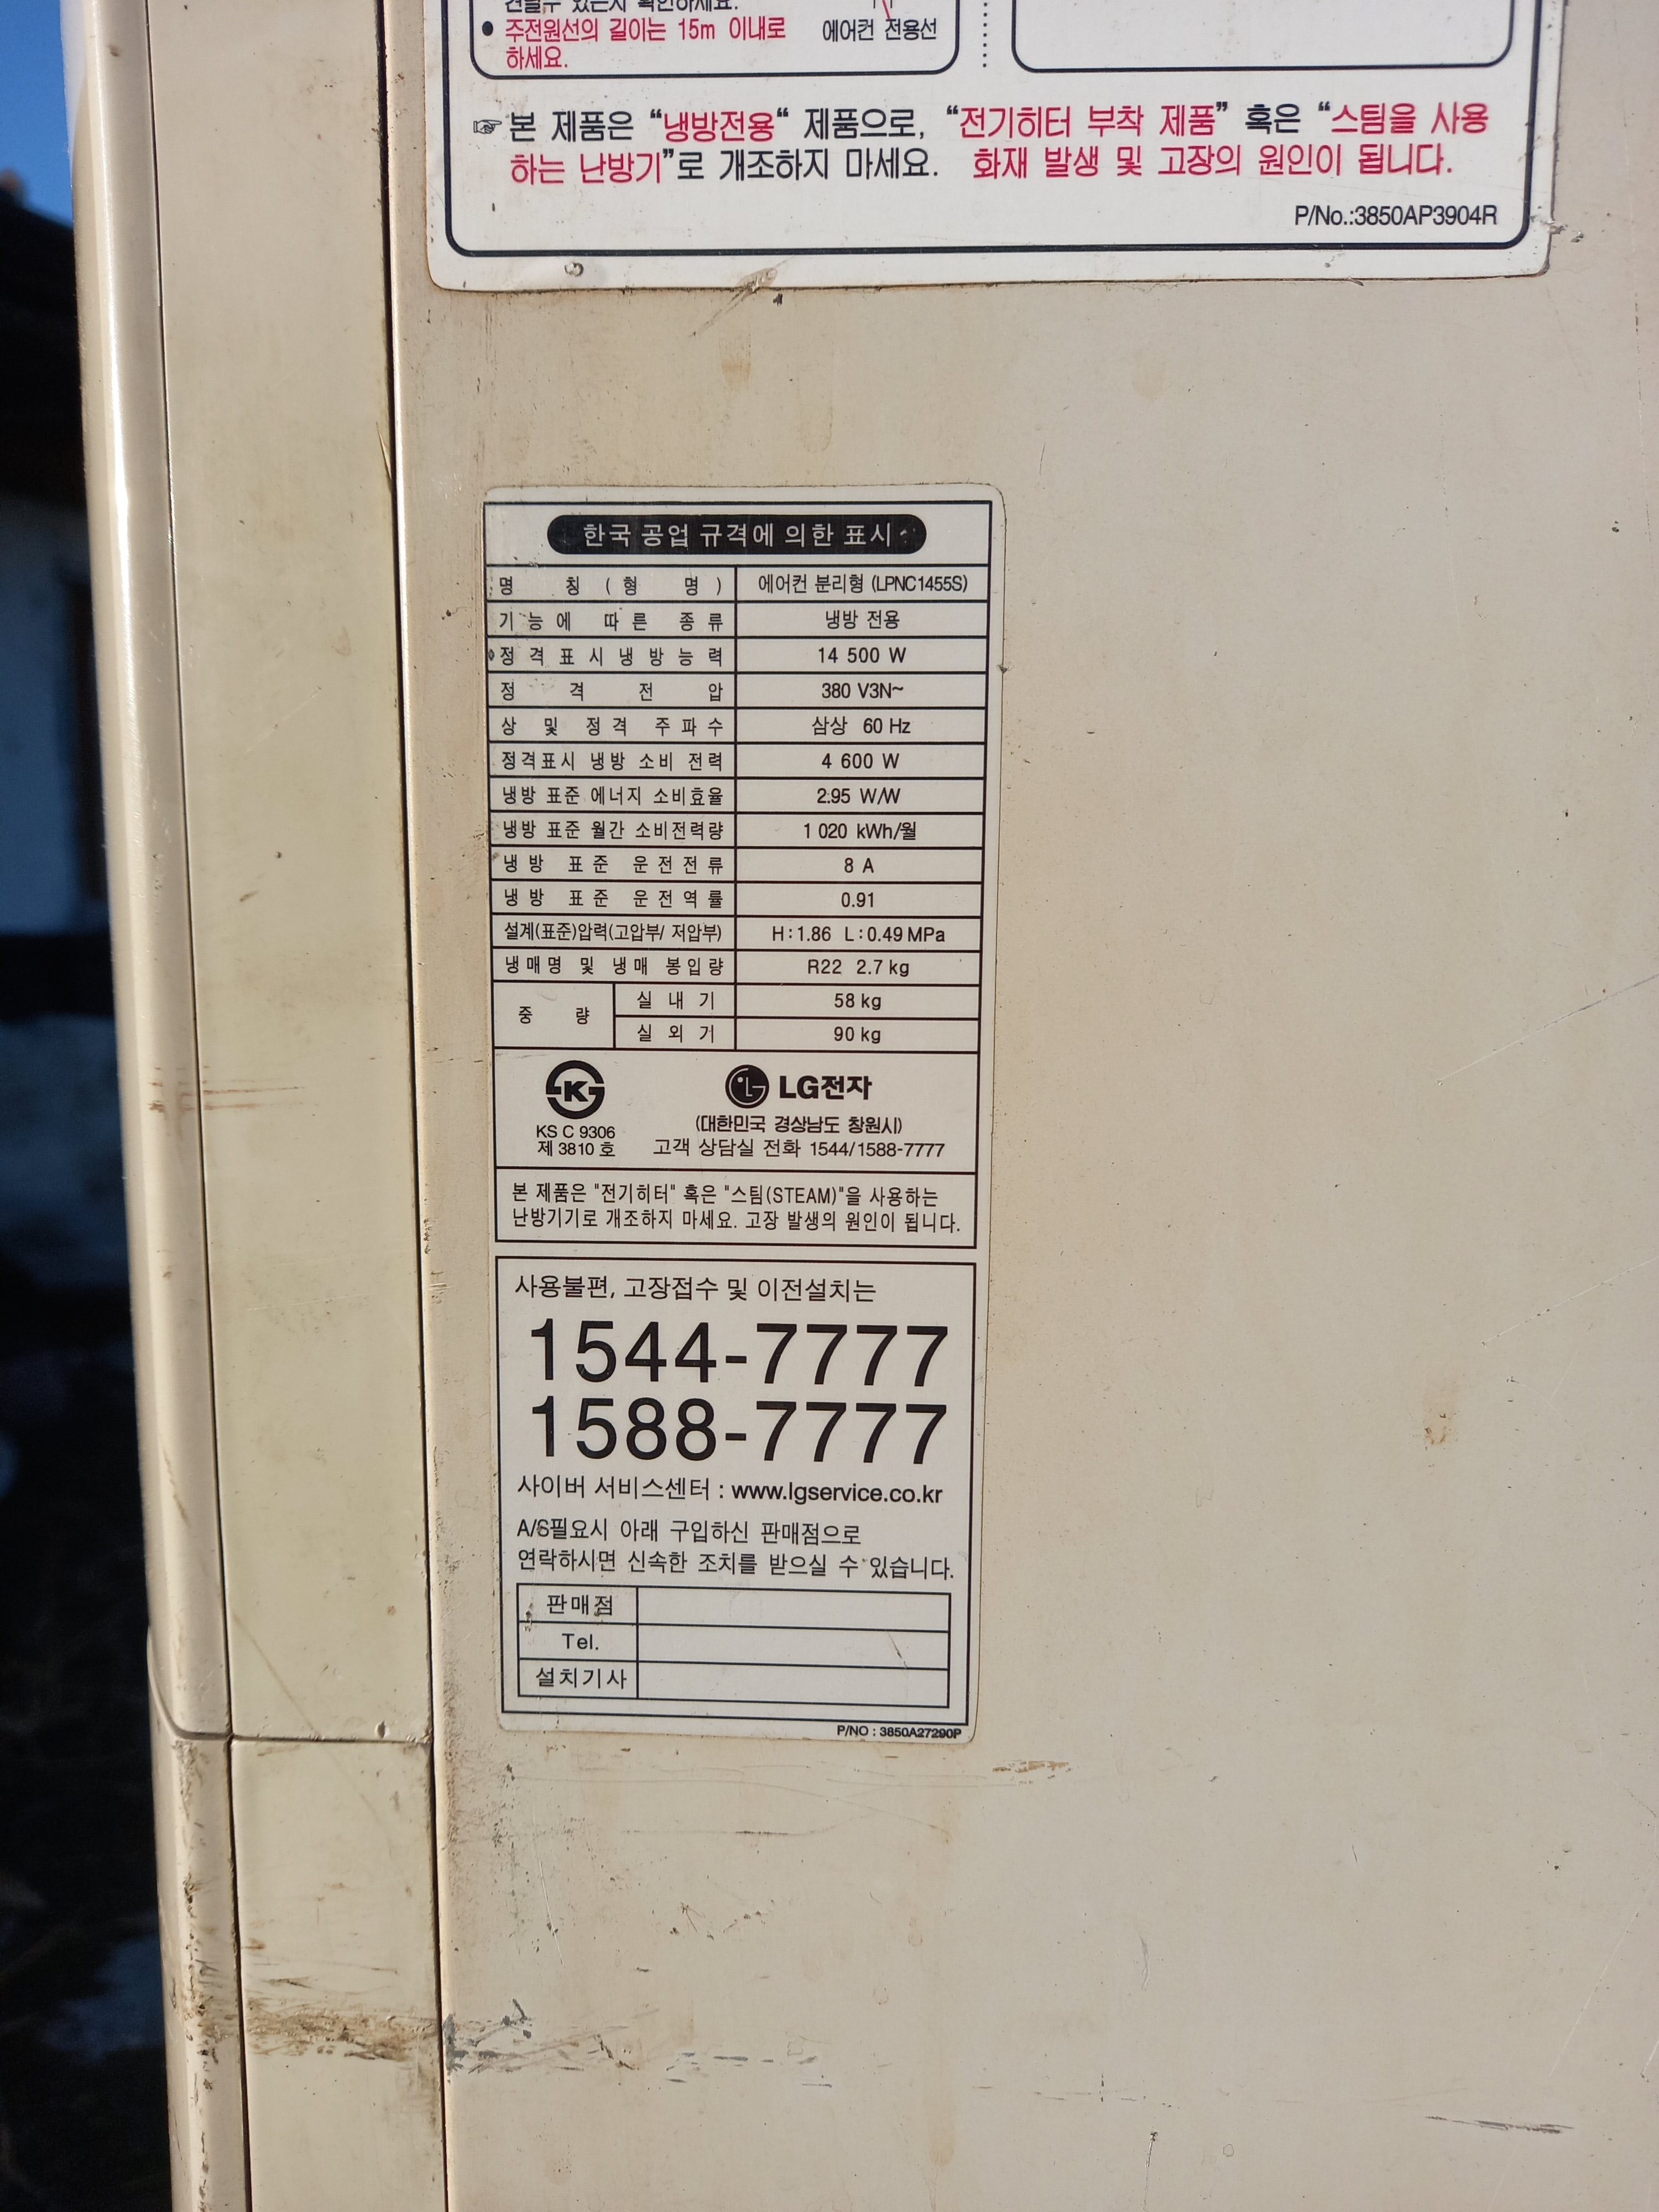 ● 주전원선의 길이는 15m 이내로
하세요.
에어컨 전용선
☞본 제품은 “냉방전용“ 제품으로, “전기히터 부착 제품” 혹은 “스팀을 사용
하는 난방기”로 개조하지 마세요. 화재 발생 및 고장의 원인이 됩니다.
P/No.:3850AP3904R
한국 공업 규격에 의한 표시
명 칭 ( 형 명 ) 에어컨 분리형 (LPNC1455S)
기능에 따른 종류 냉방 전용
정격표시냉방능력 14 500 W
정 격 전 압 380 V3N~
상 및 정격 주파수 삼상 60 Hz
정격표시 냉방 소비 전력 4 600 W
냉방 표준 에너지 소비효율 2.95 W/W
냉방 표준 월간 소비전력량 1 020 kWh/월
냉방 표준 운전전류 8 A
냉방 표준 운전역률 0.91
설계(표준)압력(고압부/ 저압부) H:1.86 L:0.49 MPa
냉매명 및 냉매 봉입량 R22 2.7 kg
중 량 실 내 기 58 kg
실 외 기 90 kg
K
LG전자
(대한민국 경상남도 창원시)
KS C 9306
제 3810 호
고객 상담실 전화 1544/1588-7777
본 제품은 "전기히터" 혹은 "스팀(STEAM)"을 사용하는
난방기기로 개조하지 마세요. 고장 발생의 원인이 됩니다.
사용불편, 고장접수 및 이전설치는
1544-7777
1588-7777
사이버 서비스센터 : www.lgservice.co.kr
A/S필요시 아래 구입하신 판매점으로
연락하시면 신속한 조치를 받으실 수 있습니다.
판매점
Tel.
설치기사
P/NO : 3850A27290P